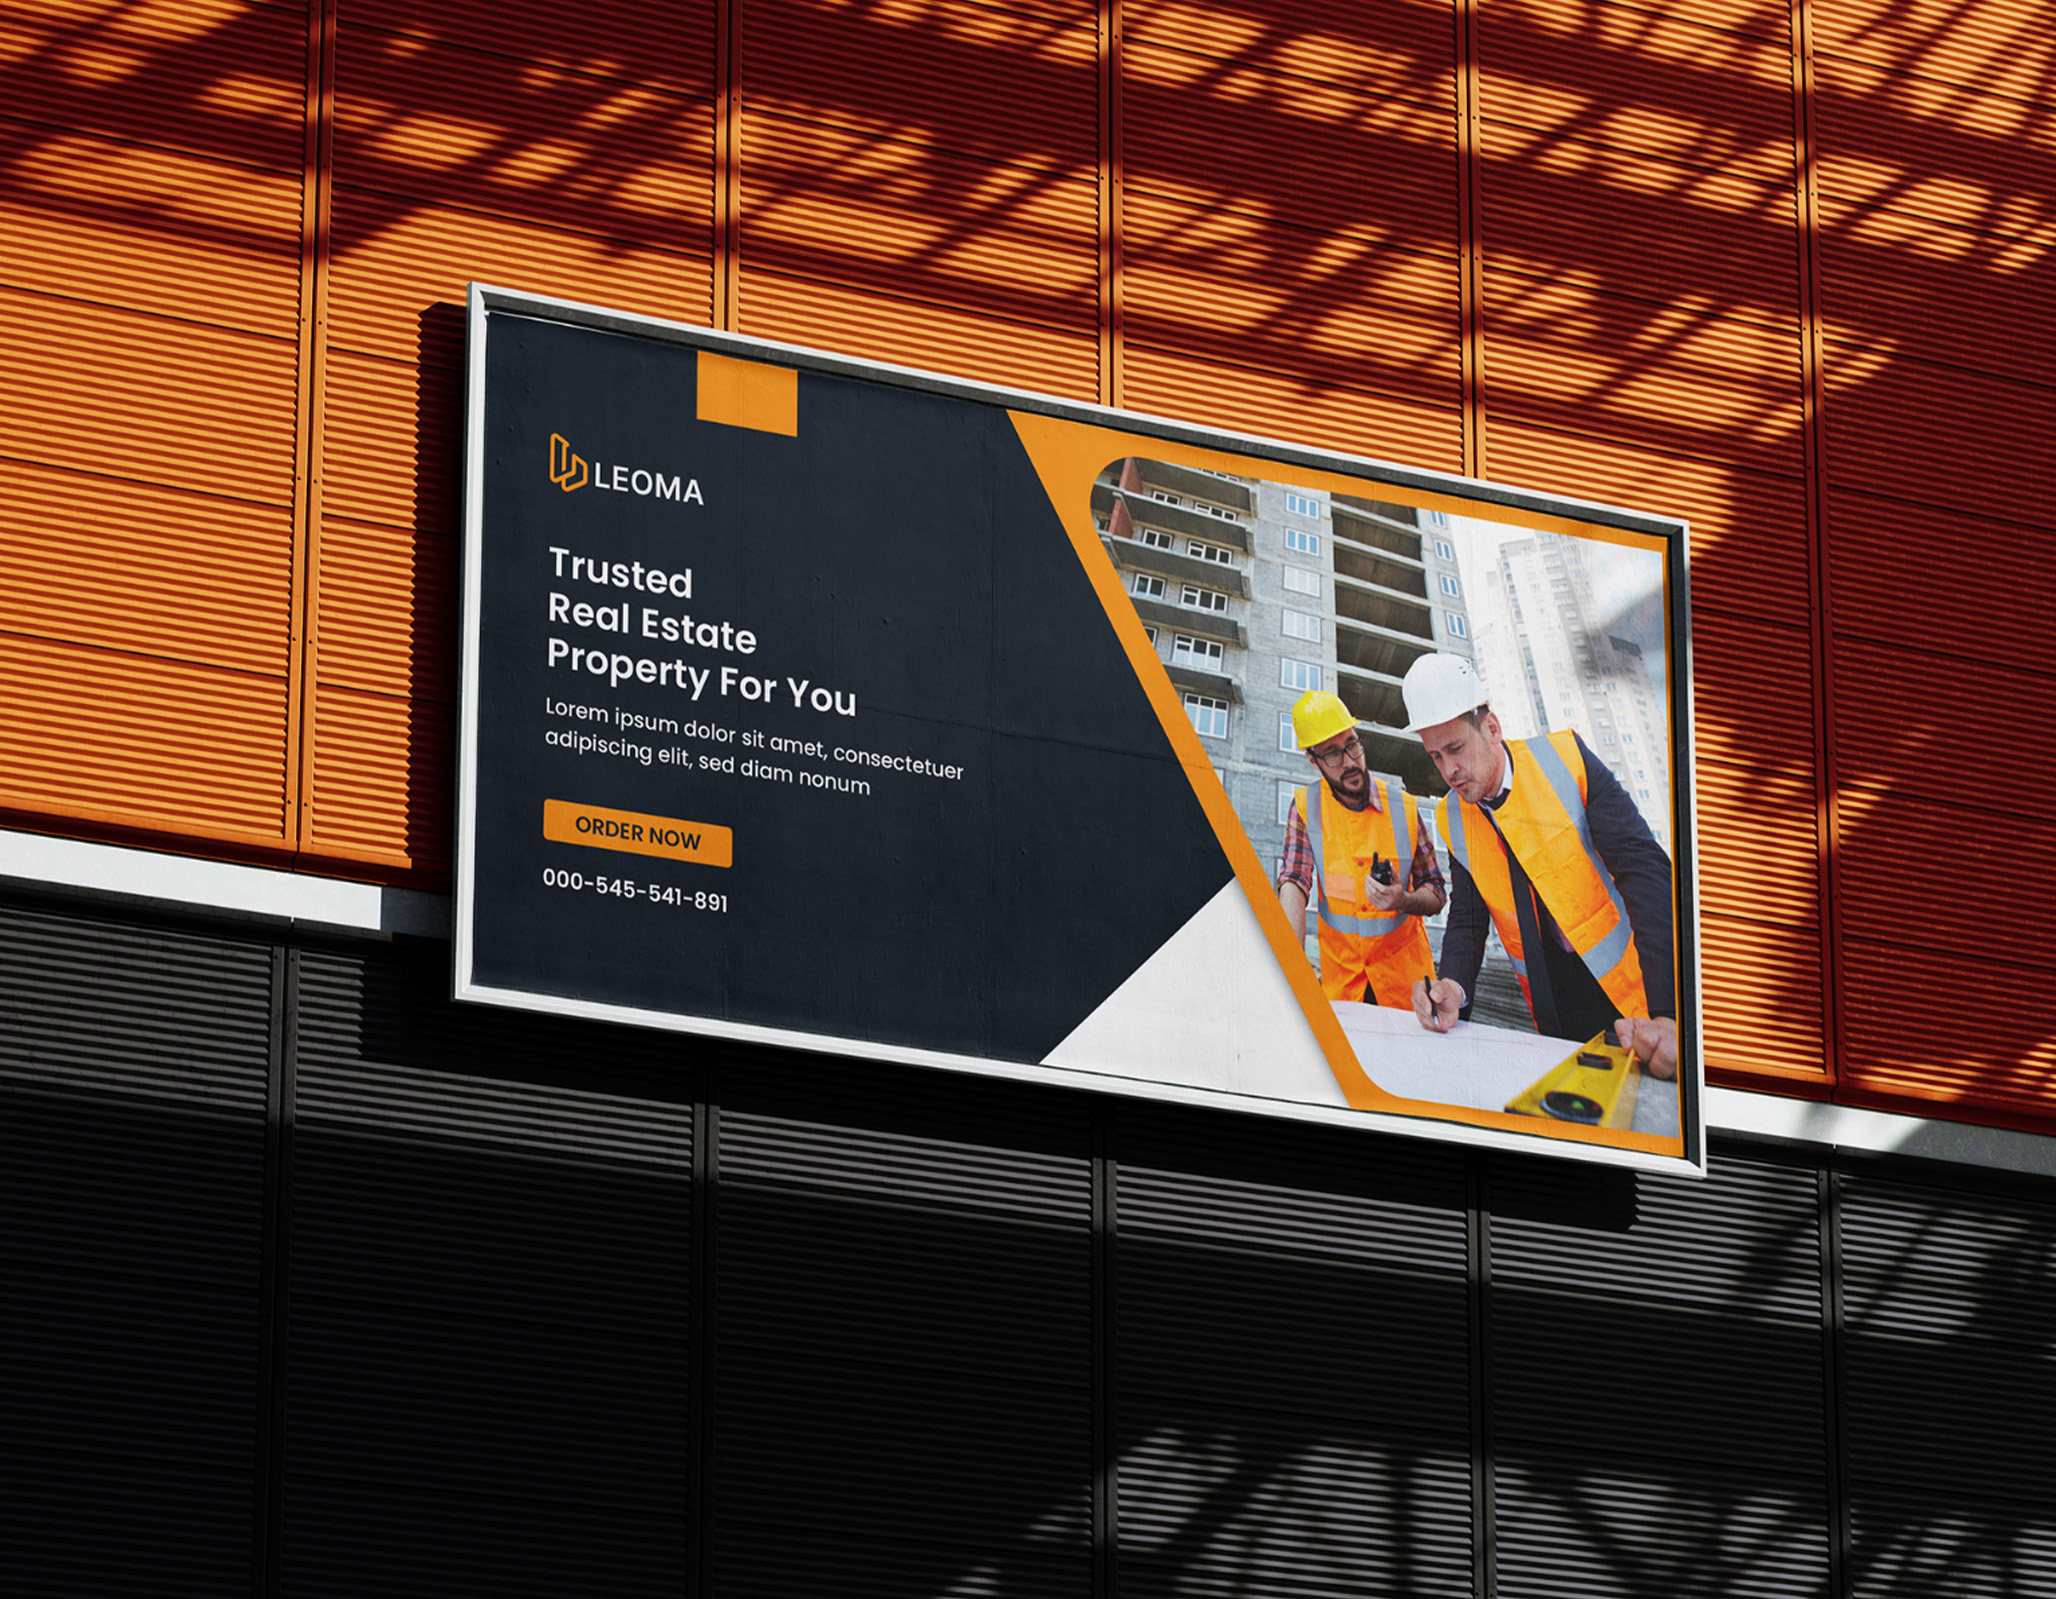 LEOMA
Trusted
Real Estate
Property For You
Lorem ipsum dolor sit amet, consectetuer
adipiscing elit, sed diam nonum
ORDER NOW
000-545-541-891